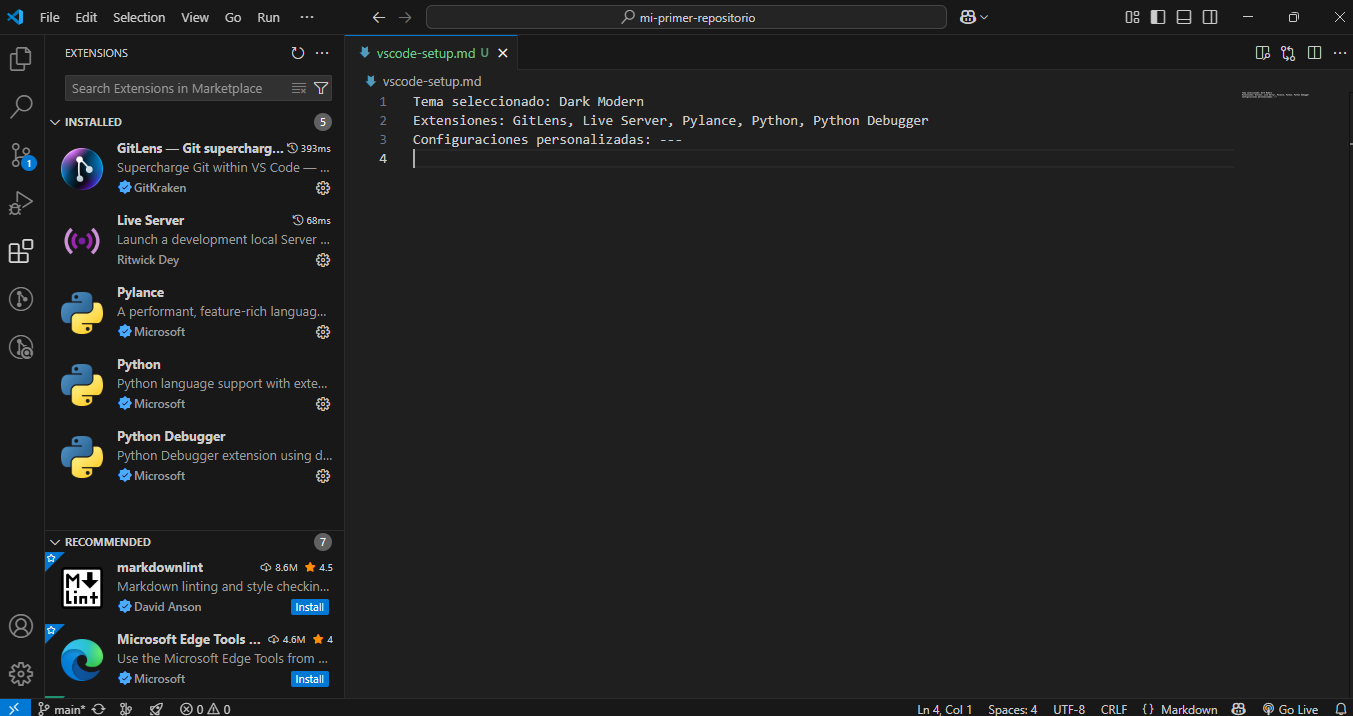 File Edit Selection View Go Run ···
mi-primer-repositorio
EXTENSIONS
Search Extensions in Marketplace
INSTALLED 5
GitLens — Git supercharg... 393ms
Supercharge Git within VS Code — ...
GitKraken
Live Server 68ms
Launch a development local Server ...
Ritwick Dey
Pylance
A performant, feature-rich languag...
Microsoft
Python
Python language support with exte...
Microsoft
Python Debugger
Python Debugger extension using d...
Microsoft
RECOMMENDED 7
markdownlint 8.6M 4.5
Markdown linting and style checkin...
David Anson Install
Microsoft Edge Tools ... 4.6M 4
Use the Microsoft Edge Tools from ...
Microsoft Install
1
vscode-setup.md U
vscode-setup.md
1 Tema seleccionado: Dark Modern
2 Extensiones: GitLens, Live Server, Pylance, Python, Python Debugger
3 Configuraciones personalizadas: ---
4
main* 0 0 Ln 4, Col 1 Spaces: 4 UTF-8 CRLF {} Markdown Go Live